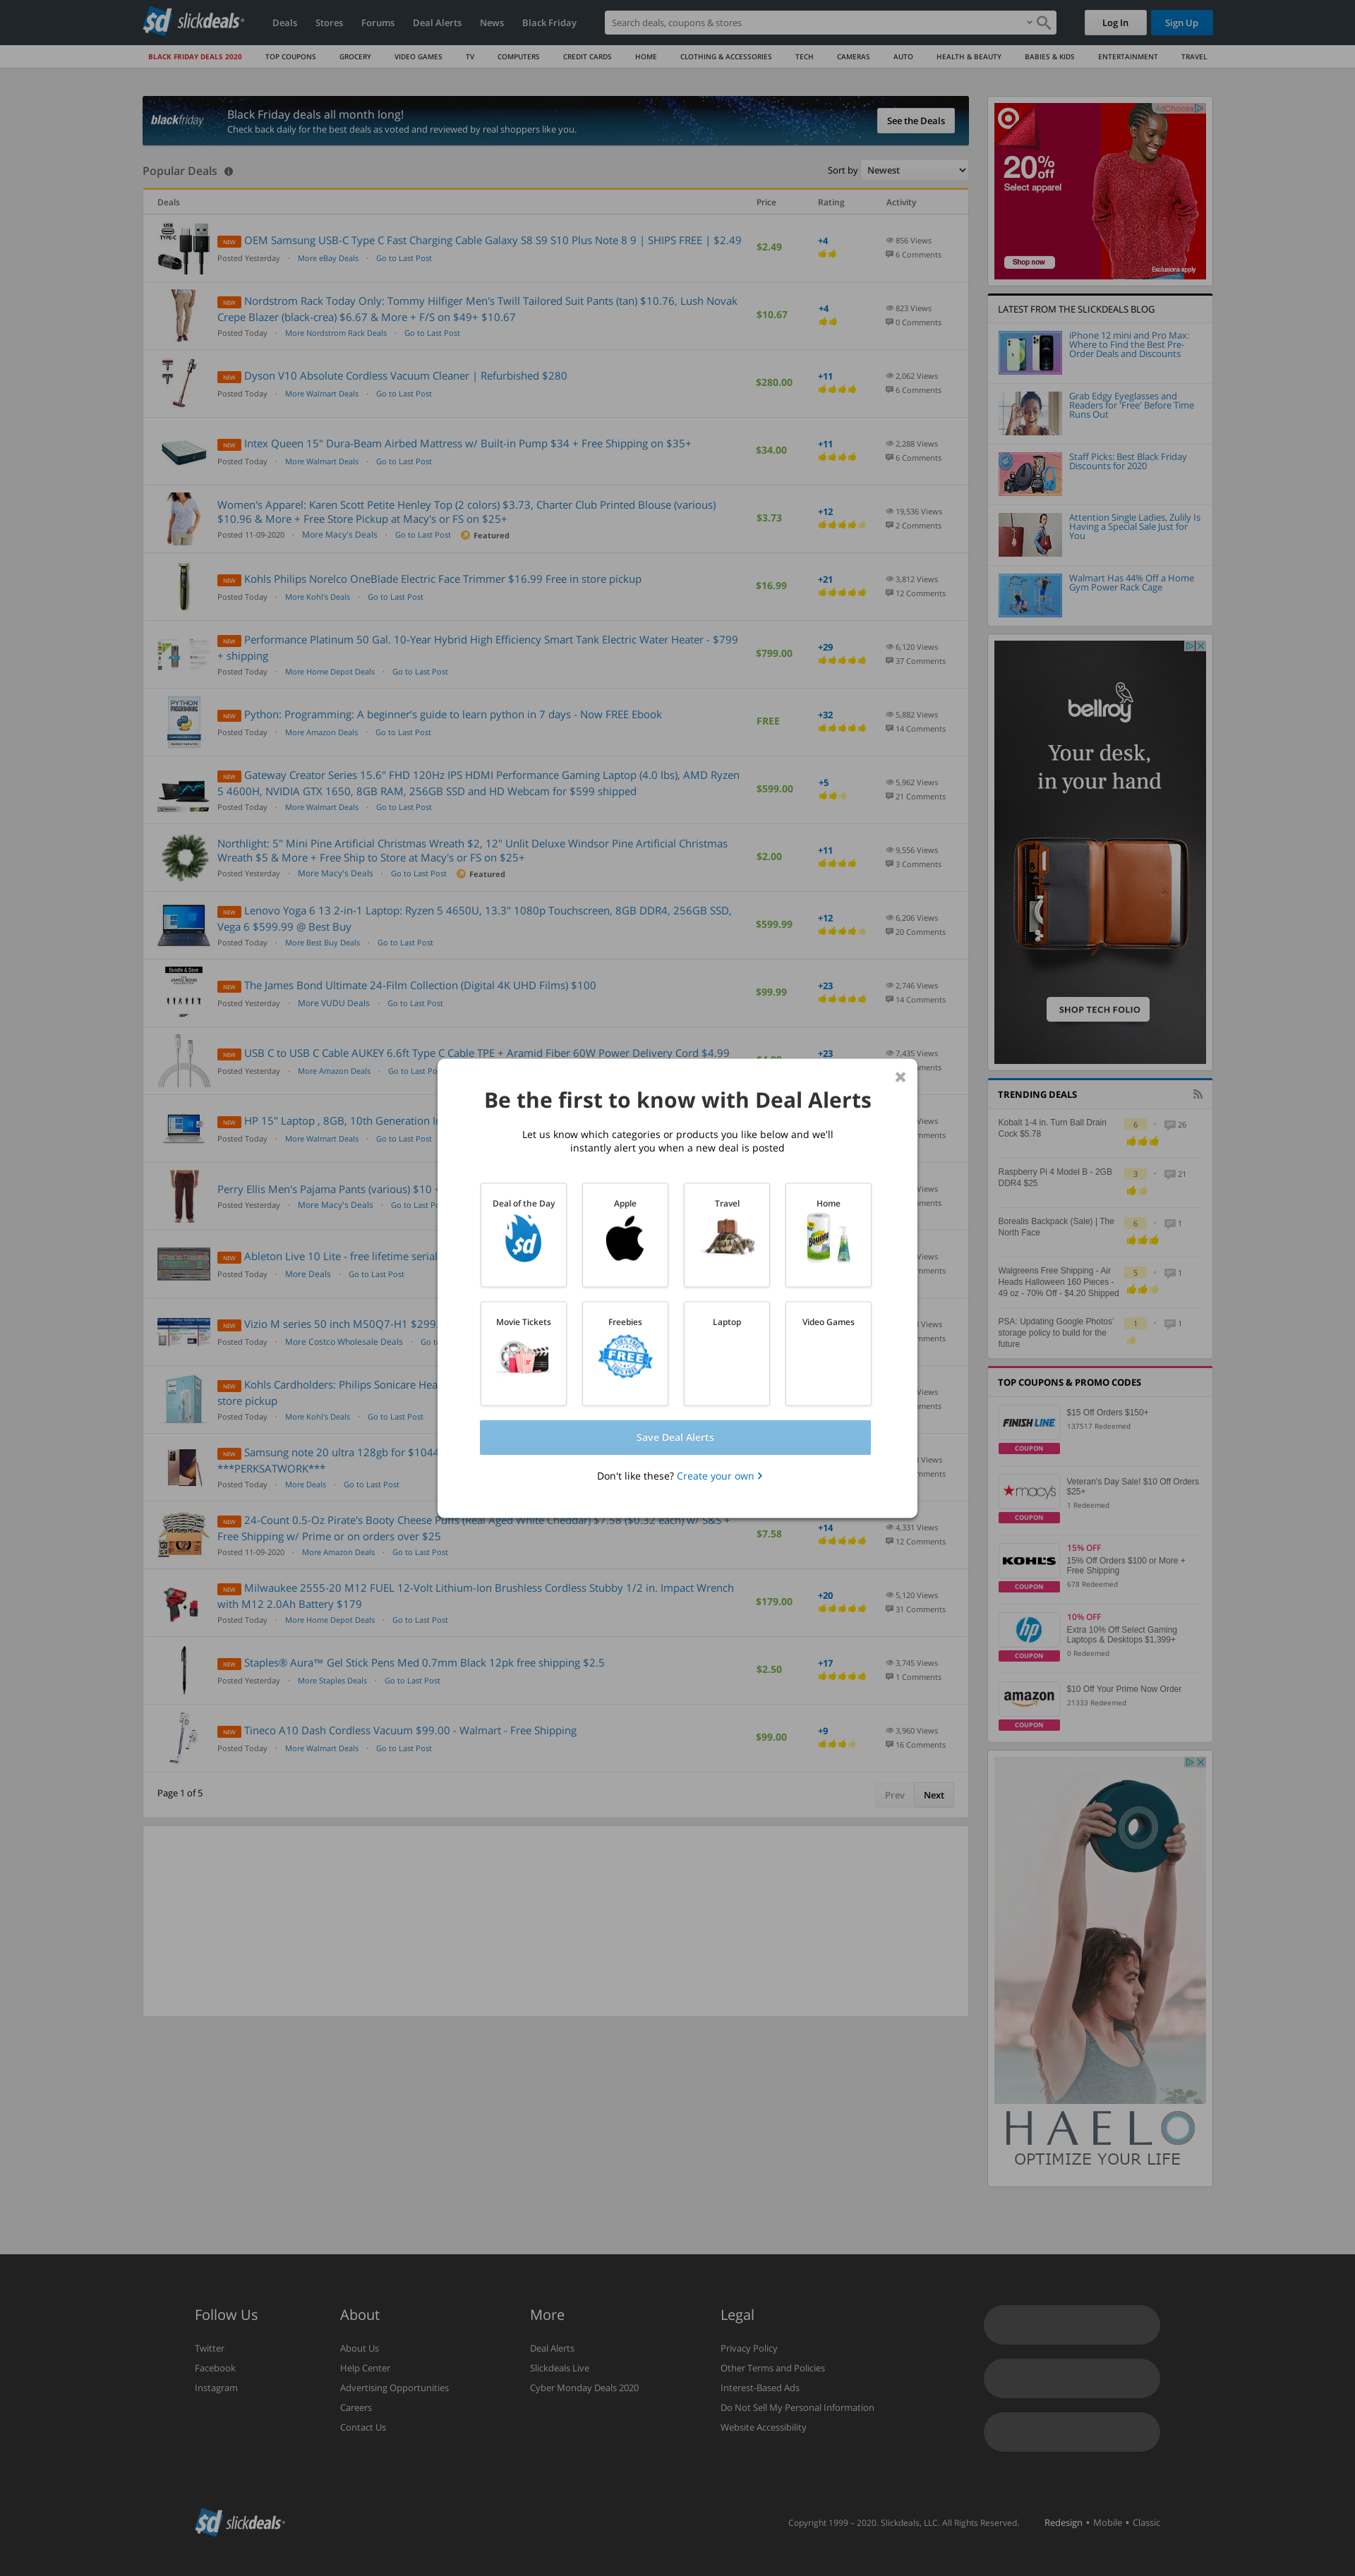 slickdeals
Deals Stores Forums Deal Alerts News Black Friday
Search deals, coupons & stores
Log In Sign Up
BLACK FRIDAY DEALS 2020 TOP COUPONS GROCERY VIDEO GAMES TV COMPUTERS CREDIT CARDS HOME CLOTHING & ACCESSORIES TECH CAMERAS AUTO HEALTH & BEAUTY BABIES & KIDS ENTERTAINMENT TRAVEL
blackfriday
Black Friday deals all month long!
Check back daily for the best deals as voted and reviewed by real shoppers like you.
See the Deals
Popular Deals
Sort by Newest
Deals Price Rating Activity
NEW OEM Samsung USB-C Type C Fast Charging Cable Galaxy S8 S9 S10 Plus Note 8 9 | SHIPS FREE | $2.49
Posted Yesterday · More eBay Deals · Go to Last Post
$2.49 +4 856 Views
6 Comments
NEW Nordstrom Rack Today Only: Tommy Hilfiger Men's Twill Tailored Suit Pants (tan) $10.76, Lush Novak
Crepe Blazer (black-crea) $6.67 & More + F/S on $49+ $10.67
Posted Today · More Nordstrom Rack Deals · Go to Last Post
$10.67 +4 823 Views
0 Comments
NEW Dyson V10 Absolute Cordless Vacuum Cleaner | Refurbished $280
Posted Today · More Walmart Deals · Go to Last Post
$280.00 +11 2,062 Views
6 Comments
NEW Intex Queen 15" Dura-Beam Airbed Mattress w/ Built-in Pump $34 + Free Shipping on $35+
Posted Today · More Walmart Deals · Go to Last Post
$34.00 +11 2,288 Views
6 Comments
Women's Apparel: Karen Scott Petite Henley Top (2 colors) $3.73, Charter Club Printed Blouse (various)
$10.96 & More + Free Store Pickup at Macy's or FS on $25+
Posted 11-09-2020 · More Macy's Deals · Go to Last Post Featured
$3.73 +12 19,536 Views
2 Comments
NEW Kohls Philips Norelco OneBlade Electric Face Trimmer $16.99 Free in store pickup
Posted Today · More Kohl's Deals · Go to Last Post
$16.99 +21 3,812 Views
12 Comments
NEW Performance Platinum 50 Gal. 10-Year Hybrid High Efficiency Smart Tank Electric Water Heater - $799
+ shipping
Posted Today · More Home Depot Deals · Go to Last Post
$799.00 +29 6,120 Views
37 Comments
NEW Python: Programming: A beginner's guide to learn python in 7 days - Now FREE Ebook
Posted Today · More Amazon Deals · Go to Last Post
FREE +32 5,882 Views
14 Comments
NEW Gateway Creator Series 15.6" FHD 120Hz IPS HDMI Performance Gaming Laptop (4.0 lbs), AMD Ryzen
5 4600H, NVIDIA GTX 1650, 8GB RAM, 256GB SSD and HD Webcam for $599 shipped
Posted Today · More Walmart Deals · Go to Last Post
$599.00 +5 5,962 Views
21 Comments
Northlight: 5" Mini Pine Artificial Christmas Wreath $2, 12" Unlit Deluxe Windsor Pine Artificial Christmas
Wreath $5 & More + Free Ship to Store at Macy's or FS on $25+
Posted Yesterday · More Macy's Deals · Go to Last Post Featured
$2.00 +11 9,556 Views
3 Comments
NEW Lenovo Yoga 6 13 2-in-1 Laptop: Ryzen 5 4650U, 13.3" 1080p Touchscreen, 8GB DDR4, 256GB SSD,
Vega 6 $599.99 @ Best Buy
Posted Today · More Best Buy Deals · Go to Last Post
$599.99 +12 6,206 Views
20 Comments
NEW The James Bond Ultimate 24-Film Collection (Digital 4K UHD Films) $100
Posted Yesterday · More VUDU Deals · Go to Last Post
$99.99 +23 2,746 Views
14 Comments
NEW USB C to USB C Cable AUKEY 6.6ft Type C Cable TPE + Aramid Fiber 60W Power Delivery Cord $4.99
Posted Yesterday · More Amazon Deals · Go to Last Po
+23 7,435 Views
NEW HP 15" Laptop , 8GB, 10th Generation
Posted Today · More Walmart Deals · Go to Last Post
Perry Ellis Men's Pajama Pants (various) $10
Posted Yesterday · More Macy's Deals
NEW Ableton Live 10 Lite - free lifetime serial
Posted Today · More Deals · Go to Last Post
NEW Vizio M series 50 inch M50Q7-H1 $299.
Posted Today · More Costco Wholesale Deals · Go
NEW Kohls Cardholders: Philips Sonicare
store pickup
Posted Today · More Kohl's Deals · Go to Last Post
NEW Samsung note 20 ultra 128gb for $1044
***PERKSATWORK***
Posted Today · More Deals · Go to Last Post
NEW 24-Count 0.5-Oz Pirate's Booty Cheese Puffs (Real Aged White Cheddar) $7.58 ($0.32 each) w/ S&S +
Free Shipping w/ Prime or on orders over $25
Posted 11-09-2020 · More Amazon Deals · Go to Last Post
$7.58 +14 4,331 Views
12 Comments
NEW Milwaukee 2555-20 M12 FUEL 12-Volt Lithium-Ion Brushless Cordless Stubby 1/2 in. Impact Wrench
with M12 2.0Ah Battery $179
Posted Today · More Home Depot Deals · Go to Last Post
$179.00 +20 5,120 Views
31 Comments
NEW Staples® Aura™ Gel Stick Pens Med 0.7mm Black 12pk free shipping $2.5
Posted Yesterday · More Staples Deals · Go to Last Post
$2.50 +17 3,745 Views
1 Comments
NEW Tineco A10 Dash Cordless Vacuum $99.00 - Walmart - Free Shipping
Posted Today · More Walmart Deals · Go to Last Post
$99.00 +9 3,960 Views
16 Comments
Page 1 of 5
Prev Next
Be the first to know with Deal Alerts
Let us know which categories or products you like below and we'll
instantly alert you when a new deal is posted
Deal of the Day Apple Travel Home
Movie Tickets Freebies Laptop Video Games
FREE
Save Deal Alerts
Don't like these? Create your own
AdChoices
20% off
Select apparel
Shop now
Exclusions apply
LATEST FROM THE SLICKDEALS BLOG
iPhone 12 mini and Pro Max:
Where to Find the Best Pre-
Order Deals and Discounts
Grab Edgy Eyeglasses and
Readers for 'Free' Before Time
Runs Out
Staff Picks: Best Black Friday
Discounts for 2020
Attention Single Ladies, Zulily Is
Having a Special Sale Just for
You
Walmart Has 44% Off a Home
Gym Power Rack Cage
bellroy
Your desk,
in your hand
SHOP TECH FOLIO
TRENDING DEALS
Kobalt 1-4 in. Turn Ball Drain
Cock $5.78
6 26
Raspberry Pi 4 Model B - 2GB
DDR4 $25
3 21
Borealis Backpack (Sale) | The
North Face
6 1
Walgreens Free Shipping - Air
Heads Halloween 160 Pieces -
49 oz - 70% Off - $4.20 Shipped
5 1
PSA: Updating Google Photos'
storage policy to build for the
future
1 1
TOP COUPONS & PROMO CODES
FINISH LINE
COUPON
$15 Off Orders $150+
137517 Redeemed
macy's
COUPON
Veteran's Day Sale! $10 Off Orders
$25+
1 Redeemed
KOHL'S
COUPON
15% OFF
15% Off Orders $100 or More +
Free Shipping
678 Redeemed
hp
COUPON
10% OFF
Extra 10% Off Select Gaming
Laptops & Desktops $1,399+
0 Redeemed
amazon
COUPON
$10 Off Your Prime Now Order
21333 Redeemed
HAELO
OPTIMIZE YOUR LIFE
Follow Us
Twitter
Facebook
Instagram
About
About Us
Help Center
Advertising Opportunities
Careers
Contact Us
More
Deal Alerts
Slickdeals Live
Cyber Monday Deals 2020
Legal
Privacy Policy
Other Terms and Policies
Interest-Based Ads
Do Not Sell My Personal Information
Website Accessibility
slickdeals
Copyright 1999 – 2020. Slickdeals, LLC. All Rights Reserved.
Redesign • Mobile • Classic